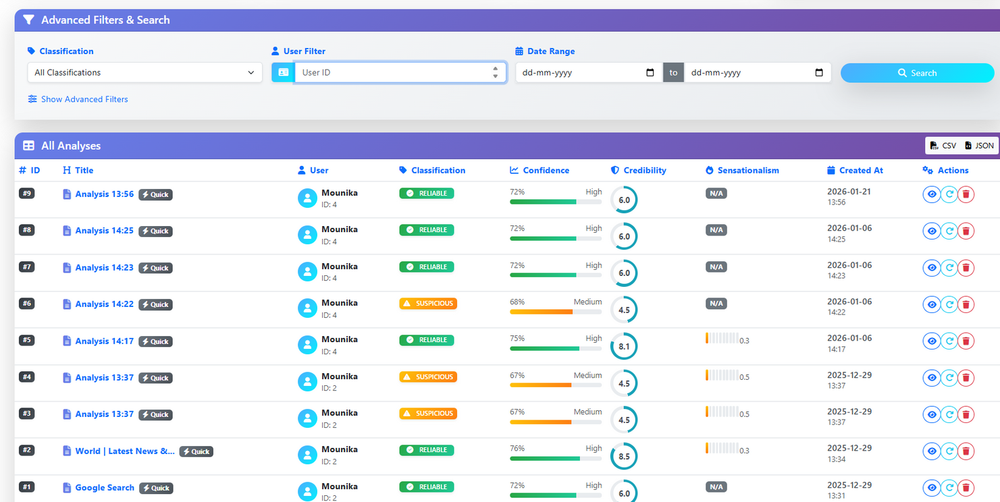 Advanced Filters & Search
Classification User Filter Date Range
All Classifications User ID dd-mm-yyyy to dd-mm-yyyy Search
Show Advanced Filters
All Analyses CSV JSON
# ID Title User Classification Confidence Credibility Sensationalism Created At Actions
#9 Analysis 13:56 Quick Mounika RELIABLE 72% High 6.0 N/A 2026-01-21
ID: 4 13:56
#8 Analysis 14:25 Quick Mounika RELIABLE 72% High 6.0 N/A 2026-01-06
ID: 4 14:25
#7 Analysis 14:23 Quick Mounika RELIABLE 72% High 6.0 N/A 2026-01-06
ID: 4 14:23
#6 Analysis 14:22 Quick Mounika SUSPICIOUS 68% Medium 4.5 N/A 2026-01-06
ID: 4 14:22
#5 Analysis 14:17 Quick Mounika RELIABLE 75% High 8.1 0.3 2026-01-06
ID: 4 14:17
#4 Analysis 13:37 Quick Mounika SUSPICIOUS 67% Medium 4.5 0.5 2025-12-29
ID: 2 13:37
#3 Analysis 13:37 Quick Mounika SUSPICIOUS 67% Medium 4.5 0.5 2025-12-29
ID: 2 13:37
#2 World | Latest News &... Quick Mounika RELIABLE 76% High 8.5 0.3 2025-12-29
ID: 2 13:34
#1 Google Search Quick Mounika RELIABLE 72% High 6.0 N/A 2025-12-29
ID: 2 13:31